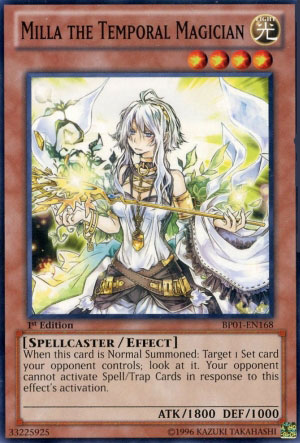 MILLA THE TEMPORAL MAGICIAN
LIGHT
光
1st Edition
BP01-EN168
[SPELLCASTER / EFFECT]
When this card is Normal Summoned: Target 1 Set card
your opponent controls; look at it. Your opponent
cannot activate Spell/Trap Cards in response to
this effect's activation.
ATK/1800 DEF/1000
33225925
©1996 KAZUKI TAKAHASHI